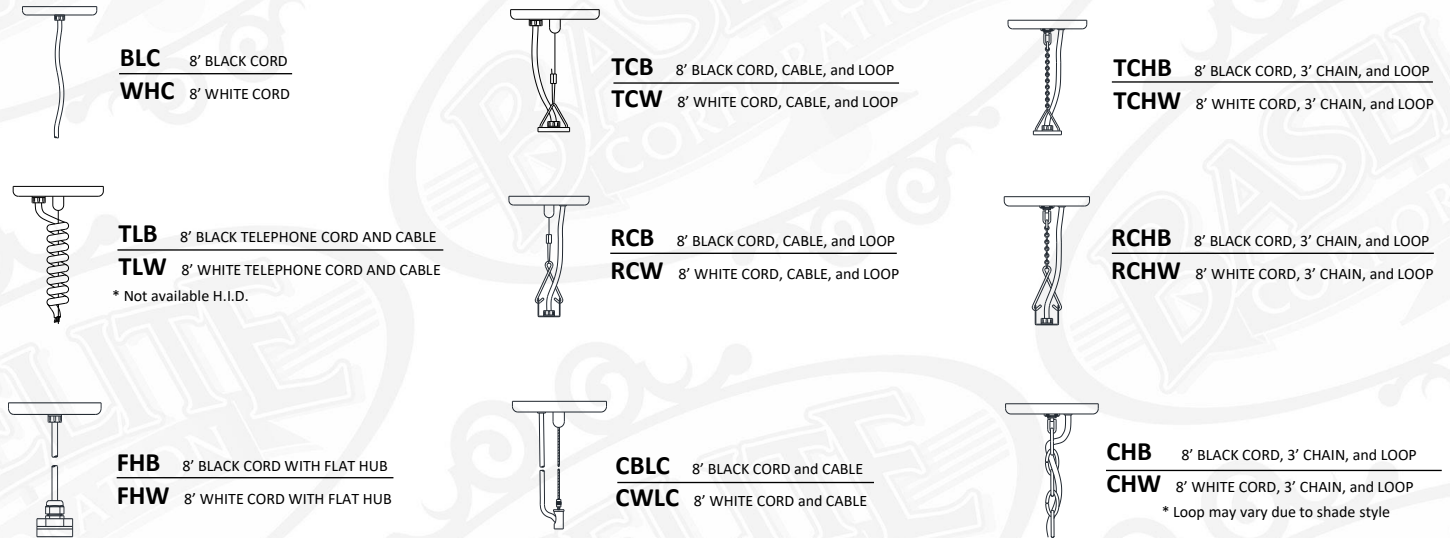 BLC 8’ BLACK CORD
WHC 8’ WHITE CORD
TCB 8’ BLACK CORD, CABLE, and LOOP
TCW 8’ WHITE CORD, CABLE, and LOOP
TCHB 8’ BLACK CORD, 3’ CHAIN, and LOOP
TCHW 8’ WHITE CORD, 3’ CHAIN, and LOOP
TLB 8’ BLACK TELEPHONE CORD AND CABLE
TLW 8’ WHITE TELEPHONE CORD AND CABLE
* Not available H.I.D.
RCB 8’ BLACK CORD, CABLE, and LOOP
RCW 8’ WHITE CORD, CABLE, and LOOP
RCHB 8’ BLACK CORD, 3’ CHAIN, and LOOP
RCHW 8’ WHITE CORD, 3’ CHAIN, and LOOP
FHB 8’ BLACK CORD WITH FLAT HUB
FHW 8’ WHITE CORD WITH FLAT HUB
CBLC 8’ BLACK CORD and CABLE
CWLC 8’ WHITE CORD and CABLE
CHB 8’ BLACK CORD, 3’ CHAIN, and LOOP
CHW 8’ WHITE CORD, 3’ CHAIN, and LOOP
* Loop may vary due to shade style